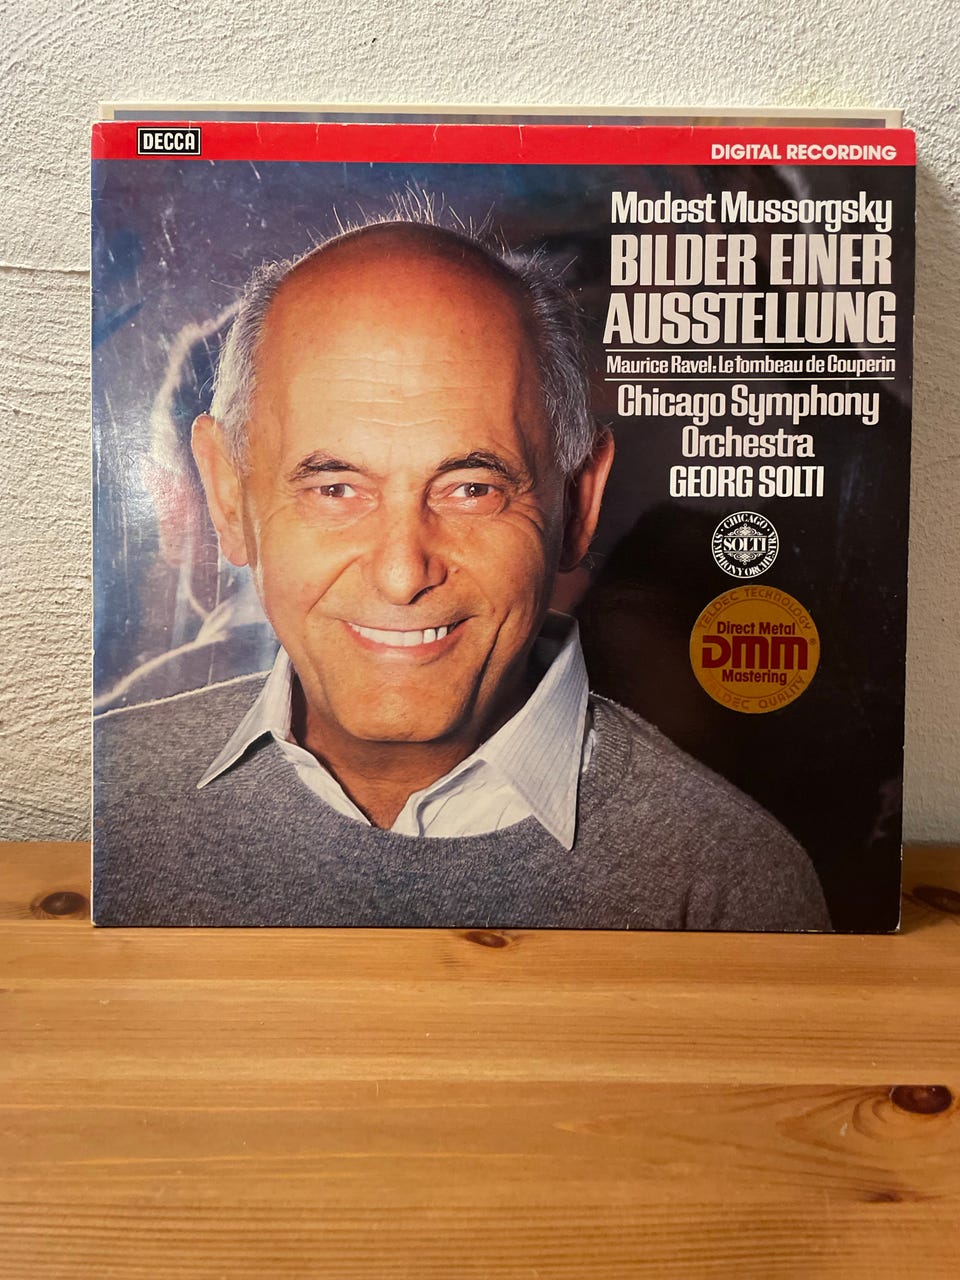 DECCA
DIGITAL RECORDING
Modest Mussorgsky
BILDER EINER
AUSSTELLUNG
Maurice Ravel: Le tombeau de Couperin
Chicago Symphony
Orchestra
GEORG SOLTI
· CHICAGO ·
SOLTI
SYMPHONY ORCHESTRA
TELDEC TECHNOLOGY
Direct Metal
DMM®
Mastering
TELDEC QUALITY